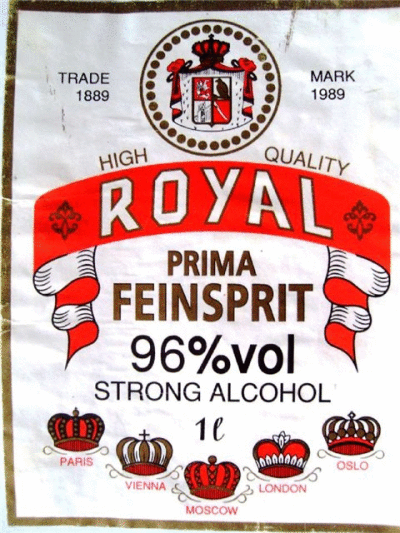 TRADE MARK
1889 1989
HIGH QUALITY
ROYAL
PRIMA
FEINSPRIT
96%vol
STRONG ALCOHOL
1ℓ
PARIS
VIENNA
MOSCOW
LONDON
OSLO